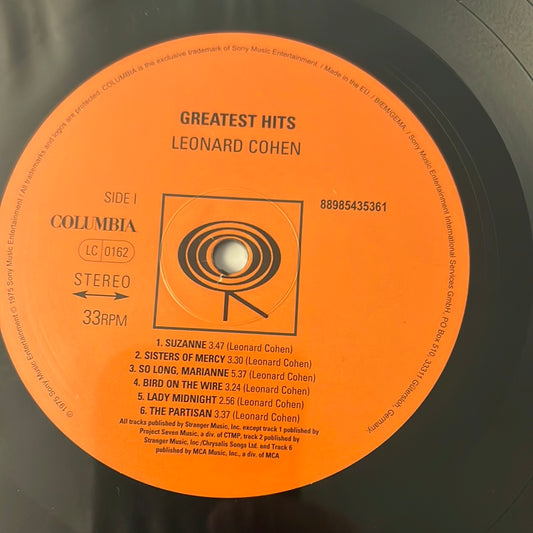 COLUMBIA is the exclusive trademark of Sony Music Entertainment. / Made in the EU. / BIEM/GEMA. / Sony Music Entertainment International Services GmbH, PO Box 510, 33311 Gütersloh, Germany.
℗ 1975 Sony Music Entertainment / © 1975 Sony Music Entertainment / All trademarks and logos are protected.
GREATEST HITS
LEONARD COHEN
SIDE I
88985435361
COLUMBIA
LC 0162
STEREO
33RPM
1. SUZANNE 3.47 (Leonard Cohen)
2. SISTERS OF MERCY 3.30 (Leonard Cohen)
3. SO LONG, MARIANNE 5.37 (Leonard Cohen)
4. BIRD ON THE WIRE 3.24 (Leonard Cohen)
5. LADY MIDNIGHT 2.56 (Leonard Cohen)
6. THE PARTISAN 3.37 (Leonard Cohen)
All tracks published by Stranger Music, Inc, except track 1 published by
Project Seven Music, a div. of CTMP, track 2 published by
Stranger Music, Inc /Chrysalis Songs Ltd. and Track 6
published by MCA Music, Inc., a div. of MCA